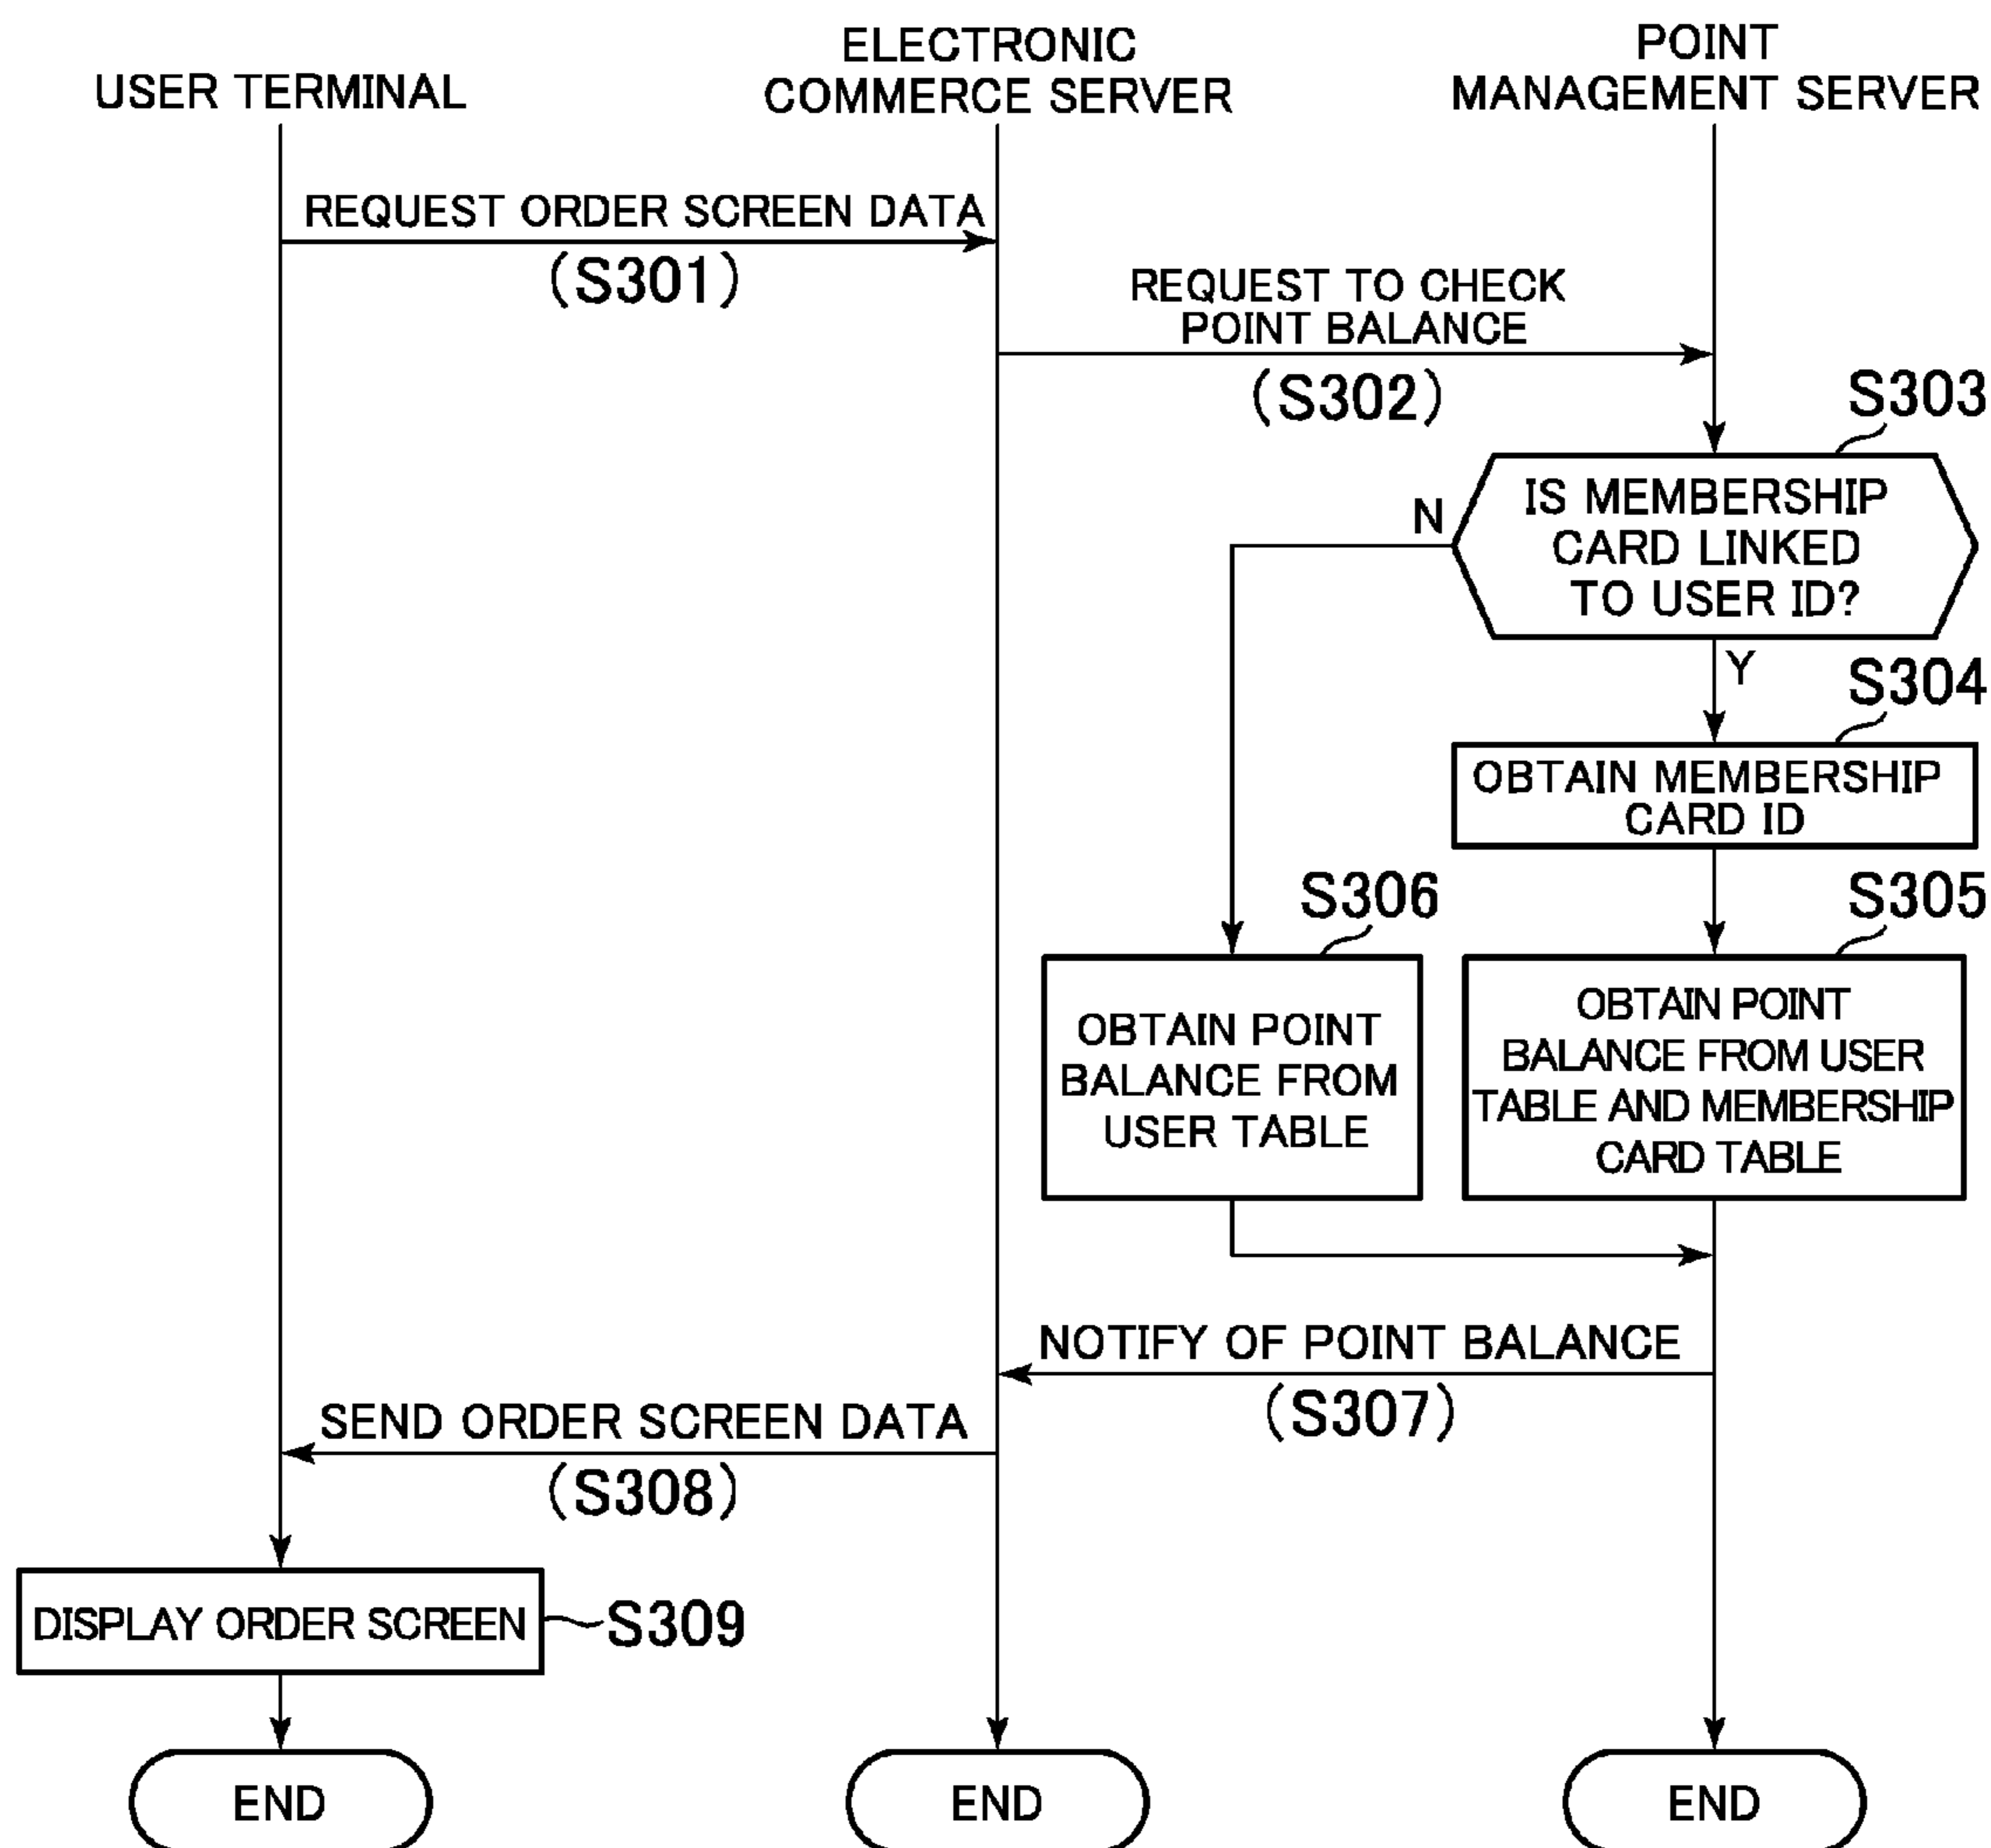 USER TERMINAL
ELECTRONIC
COMMERCE SERVER
POINT
MANAGEMENT SERVER
REQUEST ORDER SCREEN DATA
(S301)
REQUEST TO CHECK
POINT BALANCE
(S302)
S303
IS MEMBERSHIP
CARD LINKED
TO USER ID?
N
Y
S304
OBTAIN MEMBERSHIP
CARD ID
S306
S305
OBTAIN POINT
BALANCE FROM
USER TABLE
OBTAIN POINT
BALANCE FROM USER
TABLE AND MEMBERSHIP
CARD TABLE
NOTIFY OF POINT BALANCE
(S307)
SEND ORDER SCREEN DATA
(S308)
DISPLAY ORDER SCREEN
S309
END
END
END